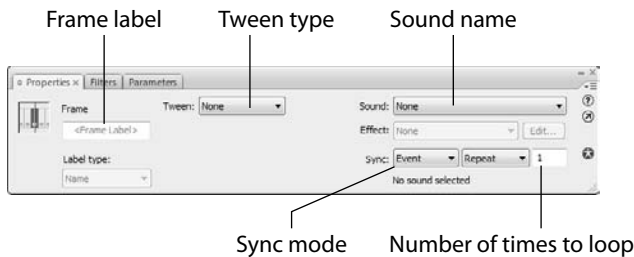 Frame label Tween type Sound name
Properties × Filters Parameters
Frame Tween: None Sound: None
<Frame Label> Effect: None Edit...
Label type: Sync: Event Repeat 1
Name No sound selected
Sync mode Number of times to loop